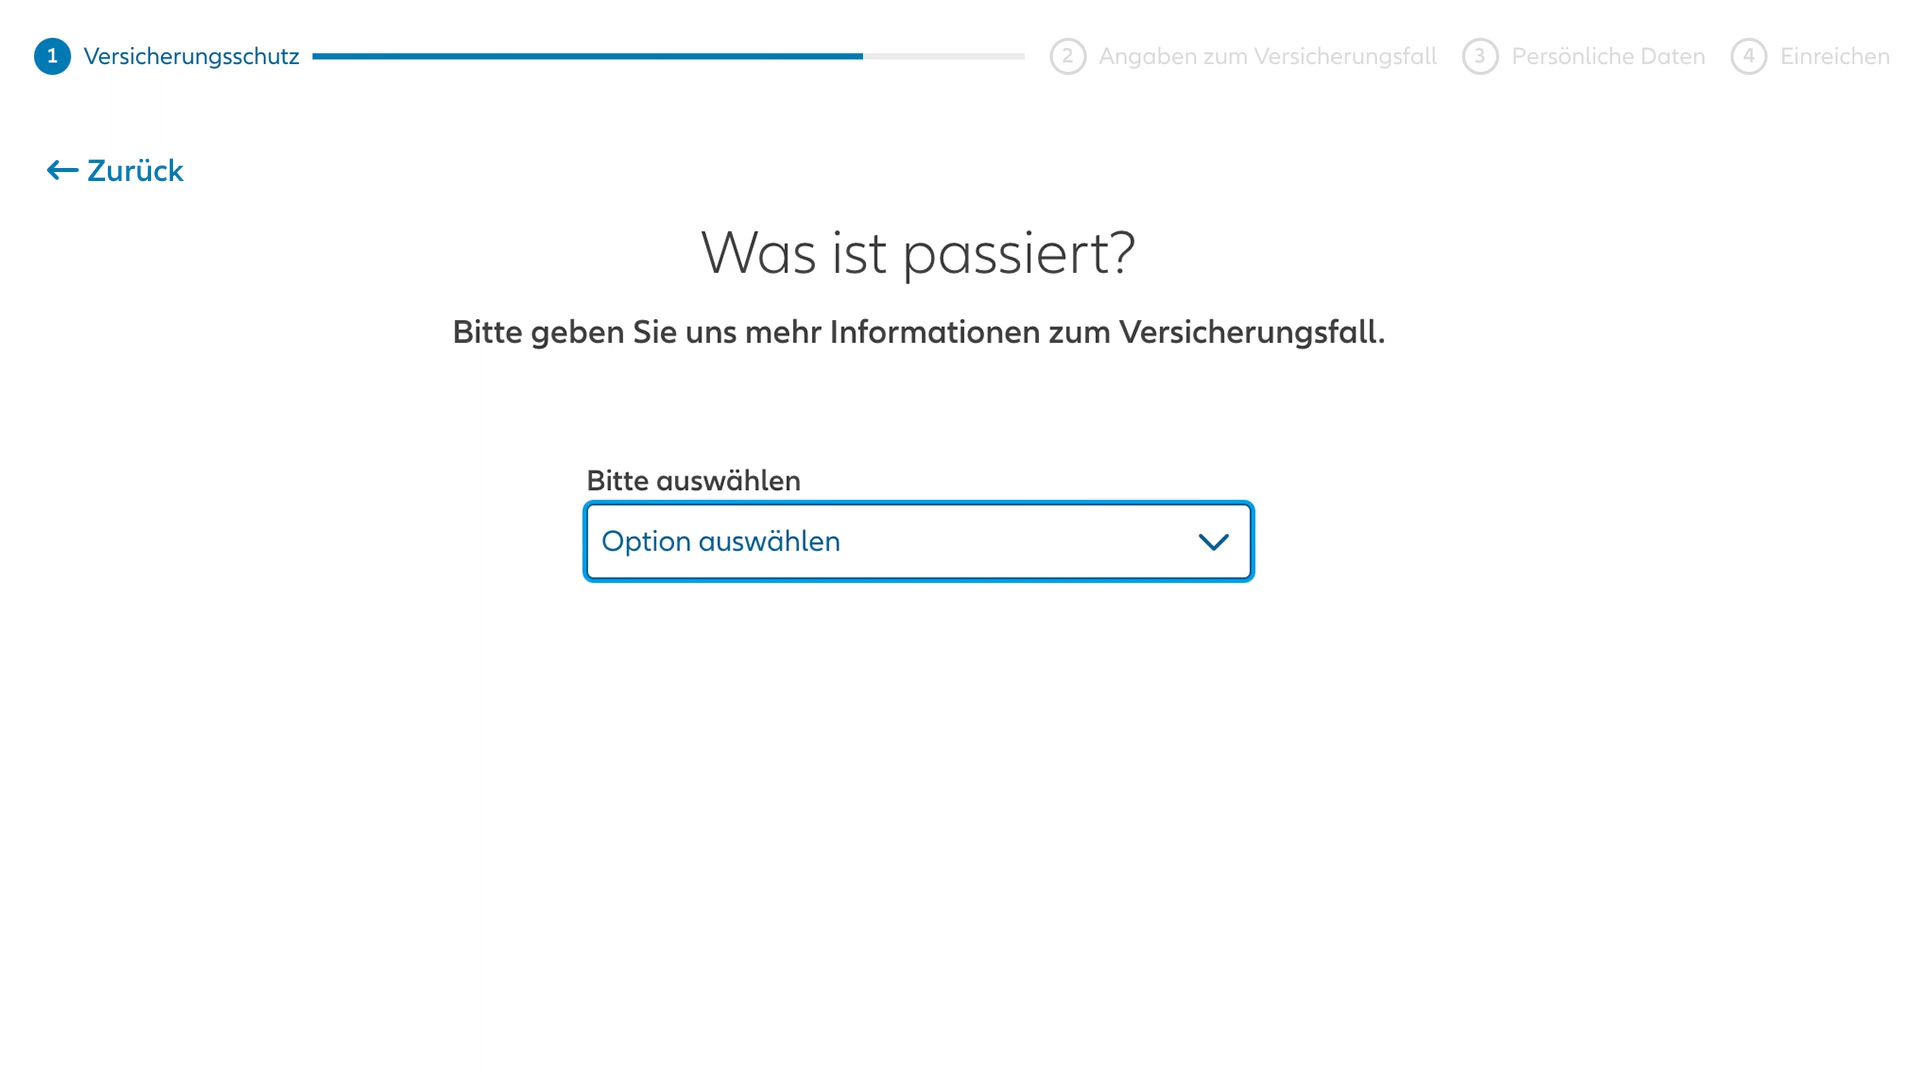 1 Versicherungsschutz 2 Angaben zum Versicherungsfall 3 Persönliche Daten 4 Einreichen
Zurück
Was ist passiert?
Bitte geben Sie uns mehr Informationen zum Versicherungsfall.
Bitte auswählen
Option auswählen